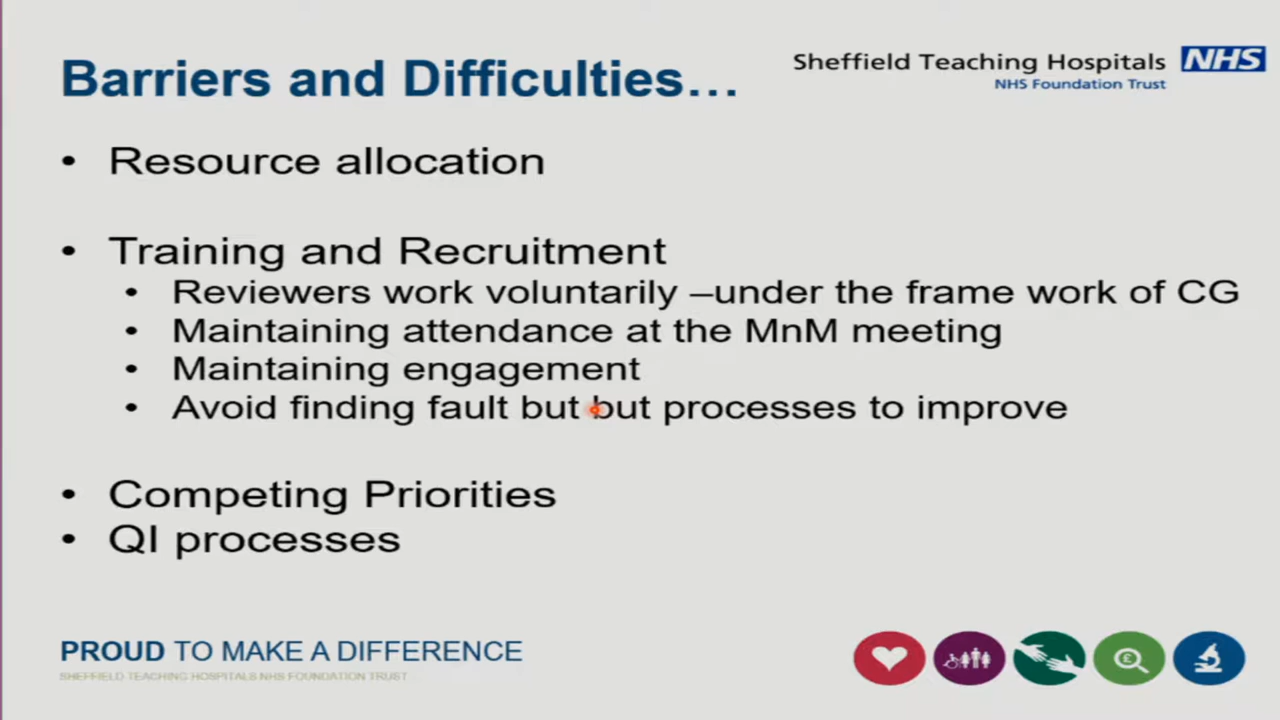 Barriers and Difficulties...
Sheffield Teaching Hospitals NHS
NHS Foundation Trust
• Resource allocation
• Training and Recruitment
• Reviewers work voluntarily –under the frame work of CG
• Maintaining attendance at the MnM meeting
• Maintaining engagement
• Avoid finding fault but but processes to improve
• Competing Priorities
• QI processes
PROUD TO MAKE A DIFFERENCE
SHEFFIELD TEACHING HOSPITALS NHS FOUNDATION TRUST
£